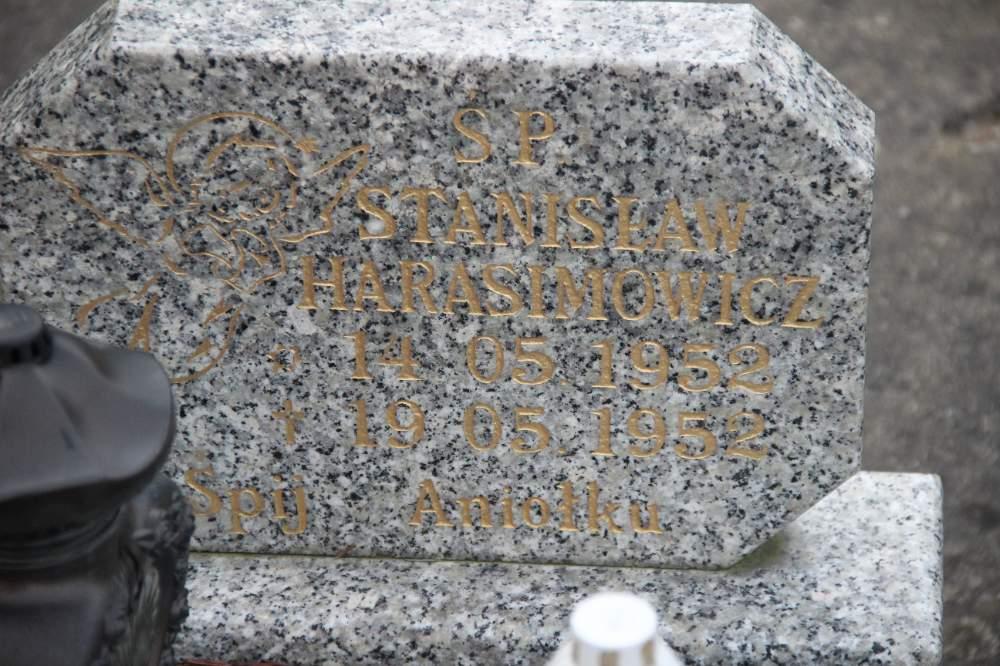 Ś P
STANISŁAW
HARASIMOWICZ
14 05 1952
† 19 05 1952
Śpij Aniołku